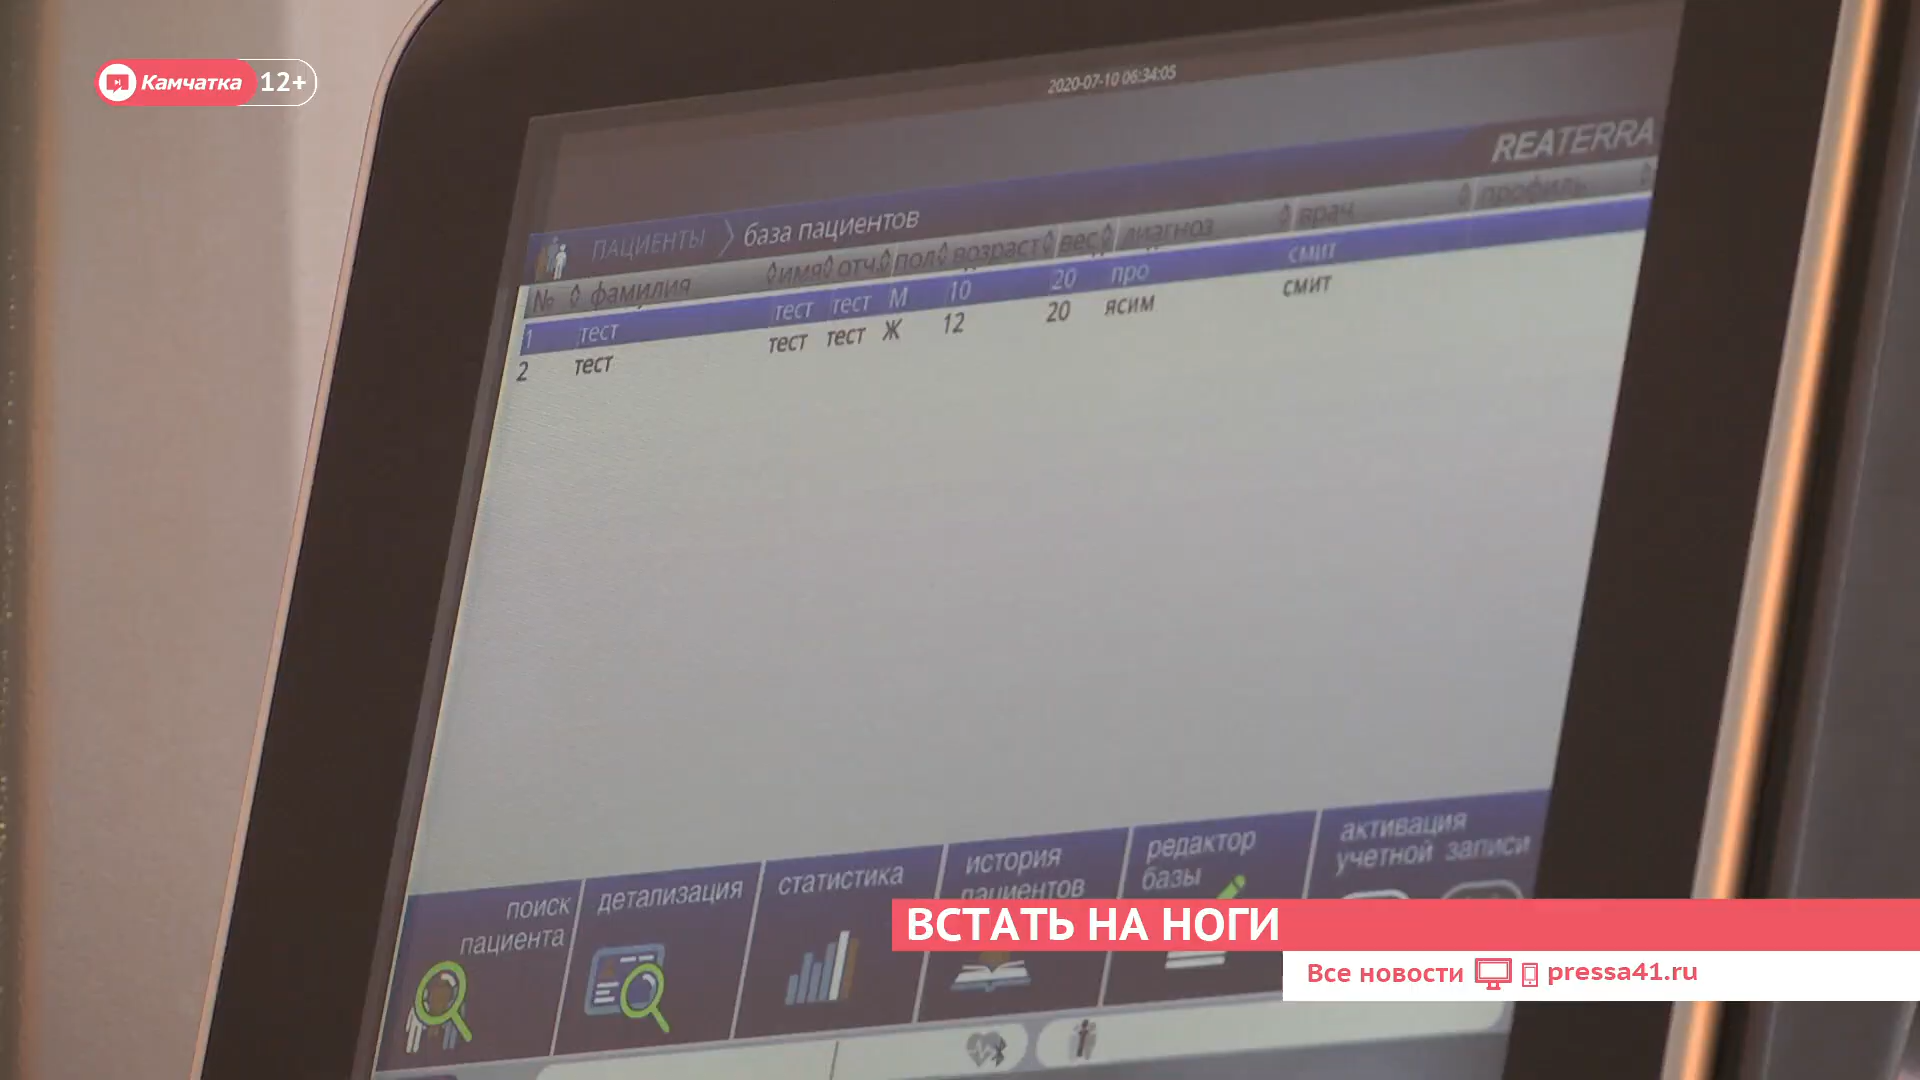 Камчатка 12+
2020-07-10 06:34:05
REATERRA
ПАЦИЕНТЫ база пациентов
№ фамилия имя отч. пол возраст вес диагноз врач профиль
1 тест тест тест М 10 20 про смит
2 тест тест тест Ж 12 20 ясим смит
поиск пациента
детализация
статистика
история пациентов
редактор базы
активация учетной записи
ВСТАТЬ НА НОГИ
Все новости pressa41.ru